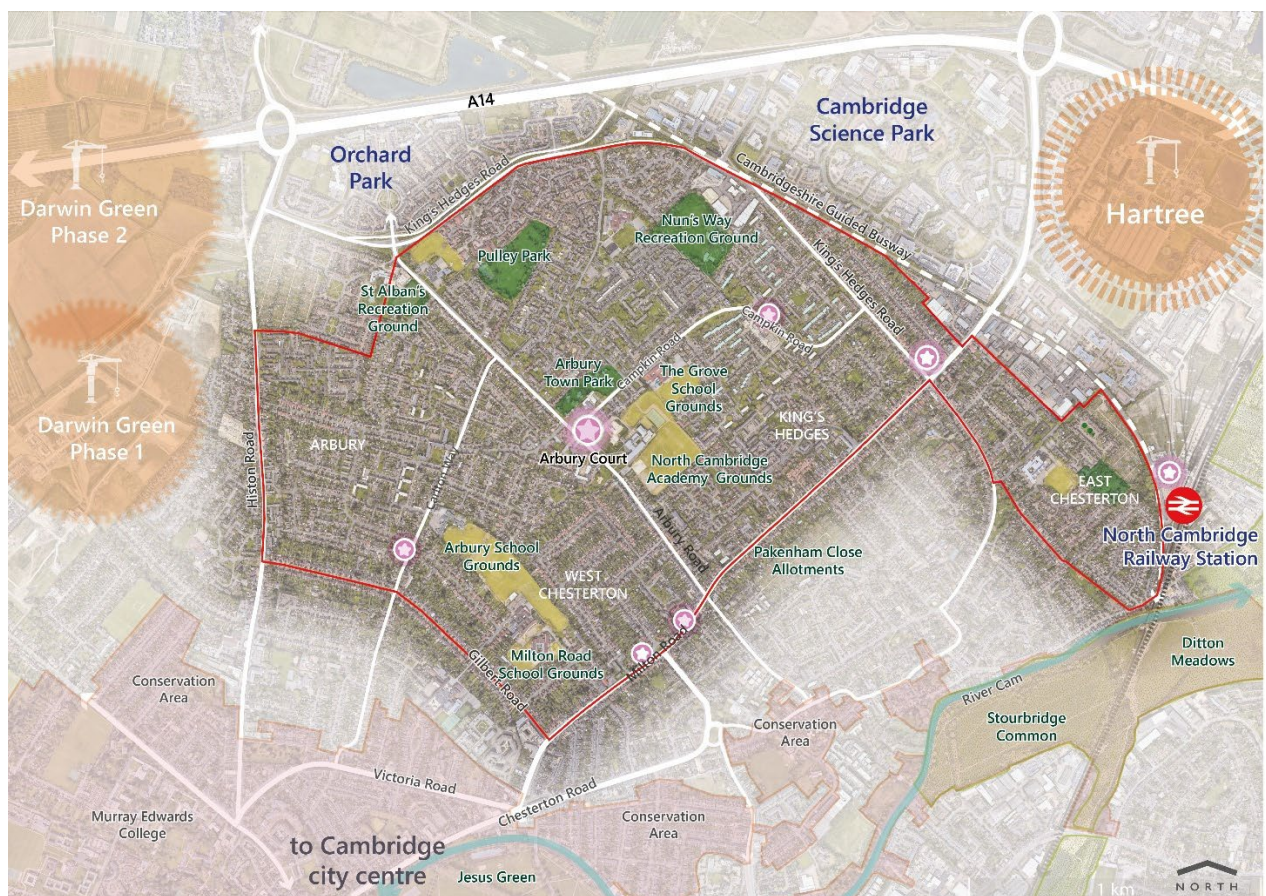 A14
Cambridge
Science Park
Orchard
Park
King's Hedges Road
Cambridgeshire Guided Busway
Darwin Green
Phase 2
Hartree
Nun's Way
Recreation Ground
Pulley Park
King's Hedges Road
St Alban's
Recreation
Ground
Campkin Road
Campkin Road
Arbury
Town Park
The Grove
School
Grounds
Darwin Green
Phase 1
KING'S
HEDGES
ARBURY
Arbury Court
Histon Road
Carlton Way
North Cambridge
Academy Grounds
EAST
CHESTERTON
North Cambridge
Railway Station
Arbury Road
Arbury School
Grounds
Pakenham Close
Allotments
WEST
CHESTERTON
Milton Road
Milton Road
School Grounds
Gilbert Road
Ditton
Meadows
River Cam
Stourbridge
Common
Conservation
Area
Conservation
Area
Victoria Road
Chesterton Road
Murray Edwards
College
Conservation
Area
to Cambridge
city centre
Jesus Green
1 km
NORTH